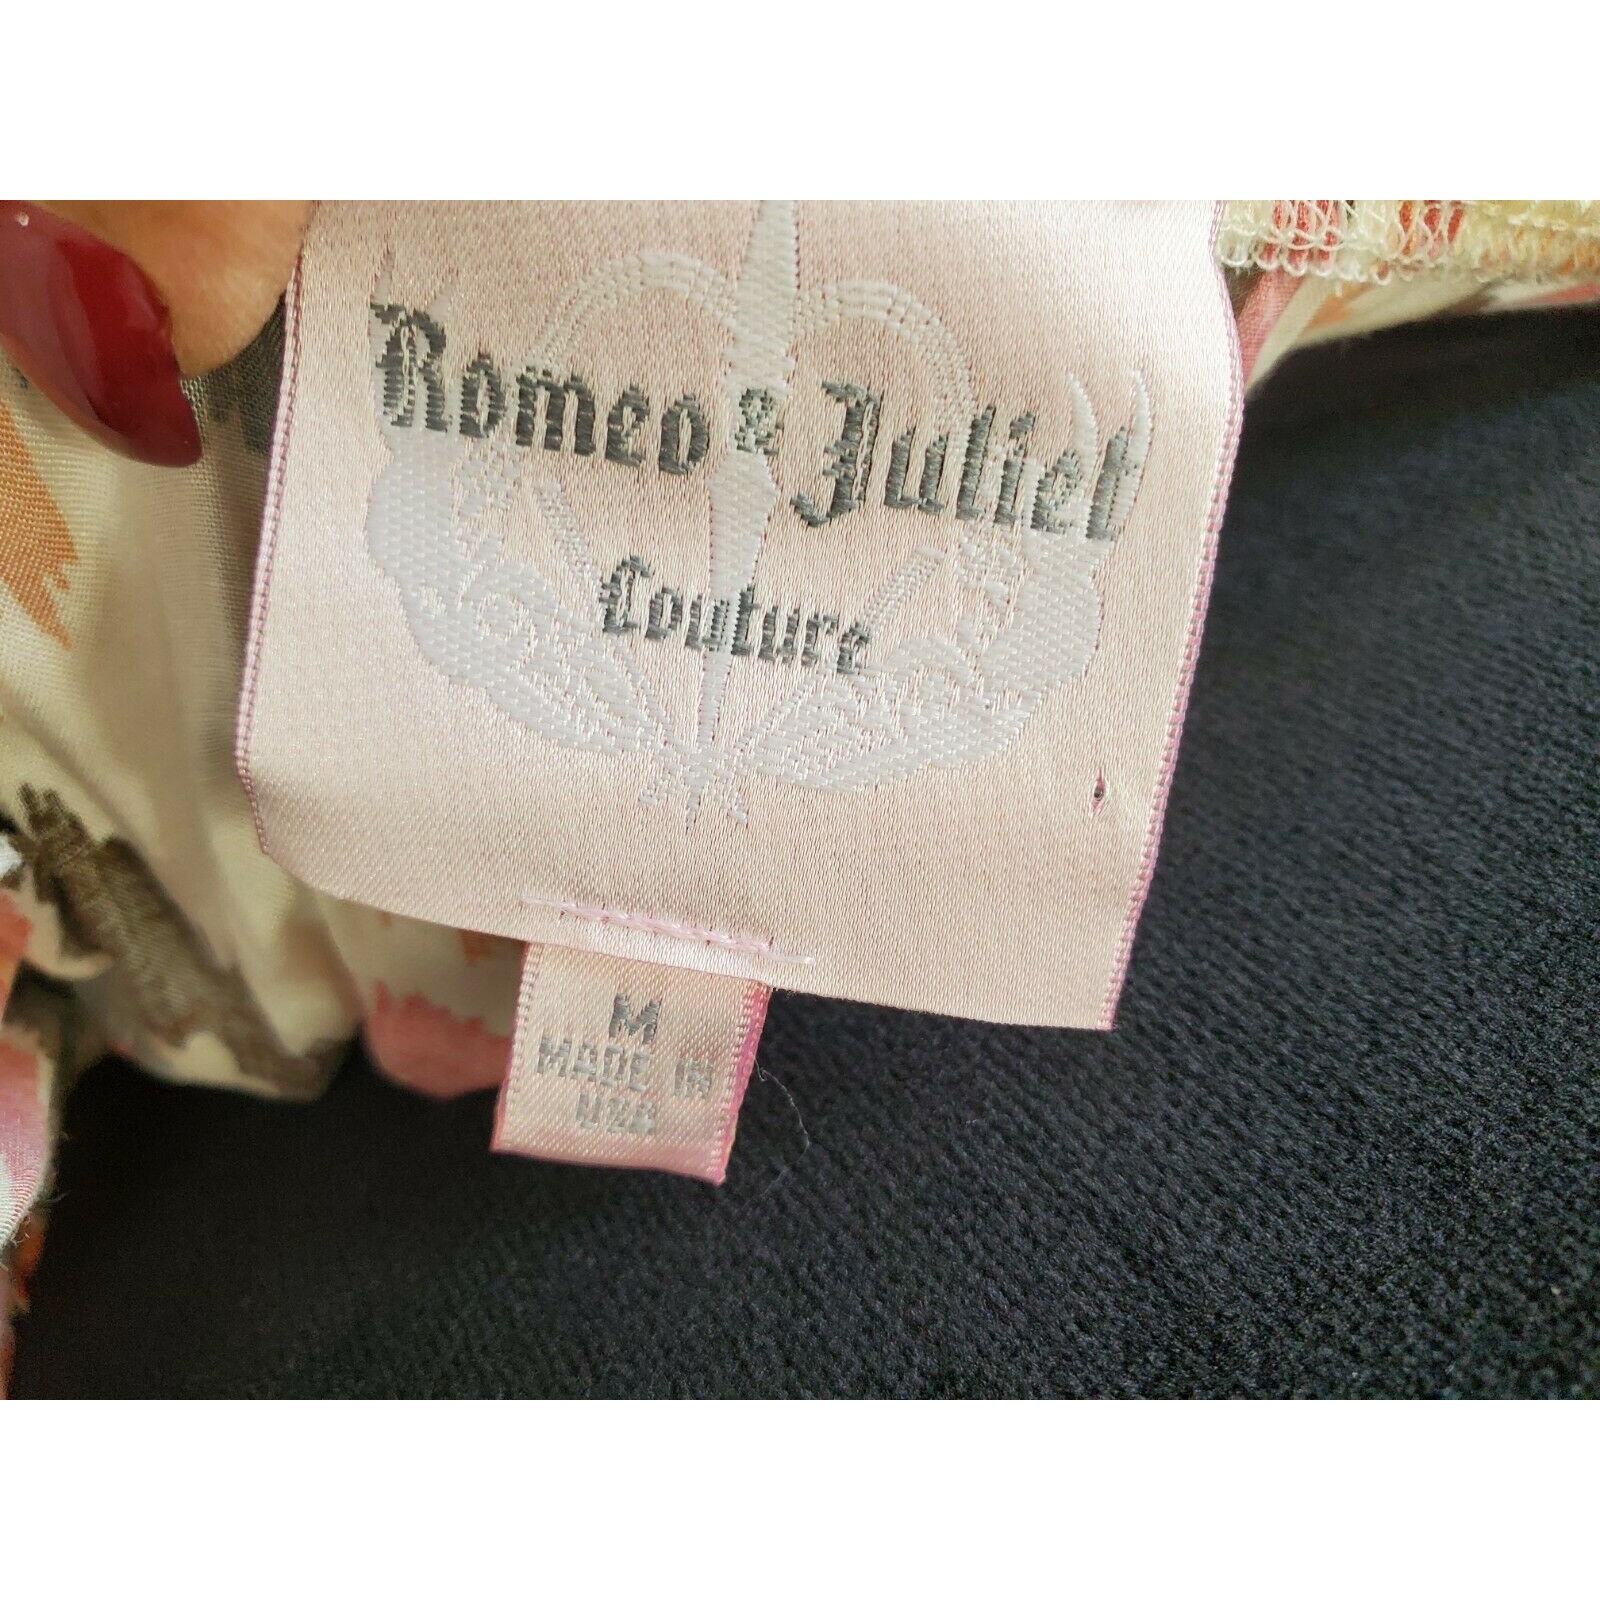 Romeo & Juliet
Couture
M
MADE IN
USA